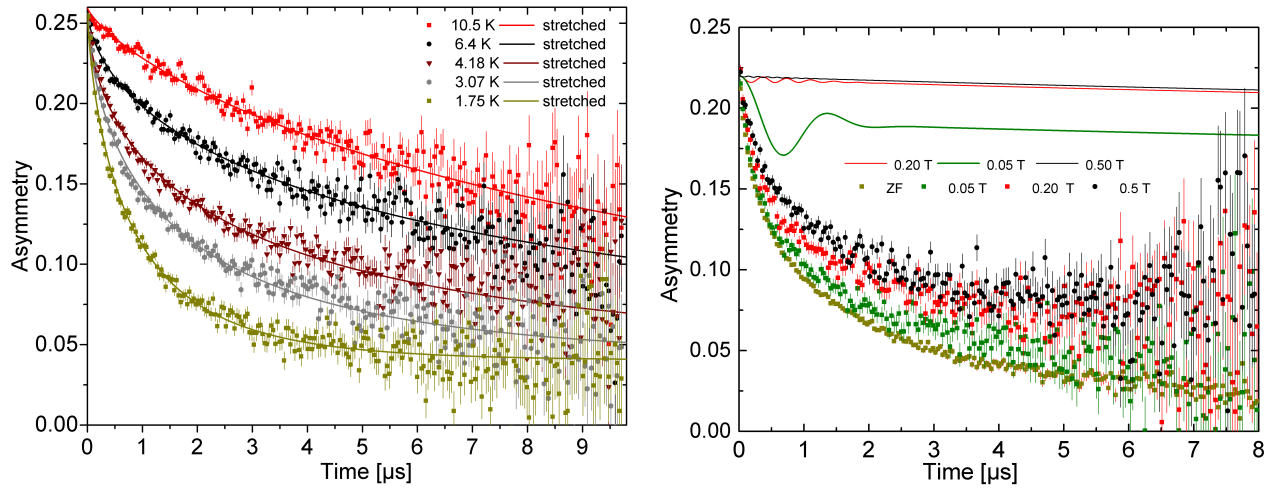 0.25
0.20
0.15
0.10
0.05
0.00
Asymmetry
0 1 2 3 4 5 6 7 8 9
Time [µs]
10.5 K stretched
6.4 K stretched
4.18 K stretched
3.07 K stretched
1.75 K stretched
0.25
0.20
0.15
0.10
0.05
0.00
Asymmetry
0 1 2 3 4 5 6 7 8
Time [µs]
0.20 T 0.05 T 0.50 T
ZF 0.05 T 0.20 T 0.5 T